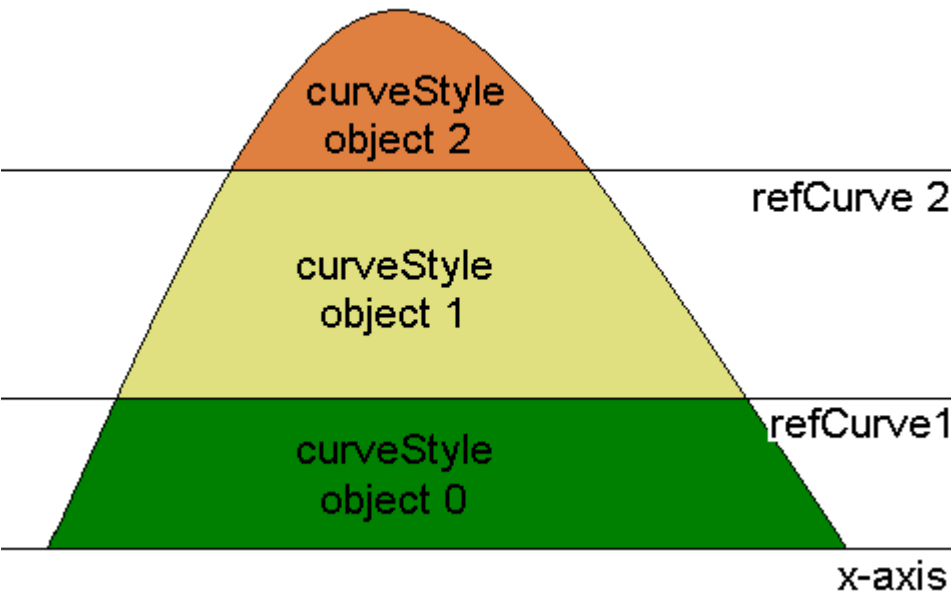 curveStyle
object 2
refCurve 2
curveStyle
object 1
refCurve1
curveStyle
object 0
x-axis